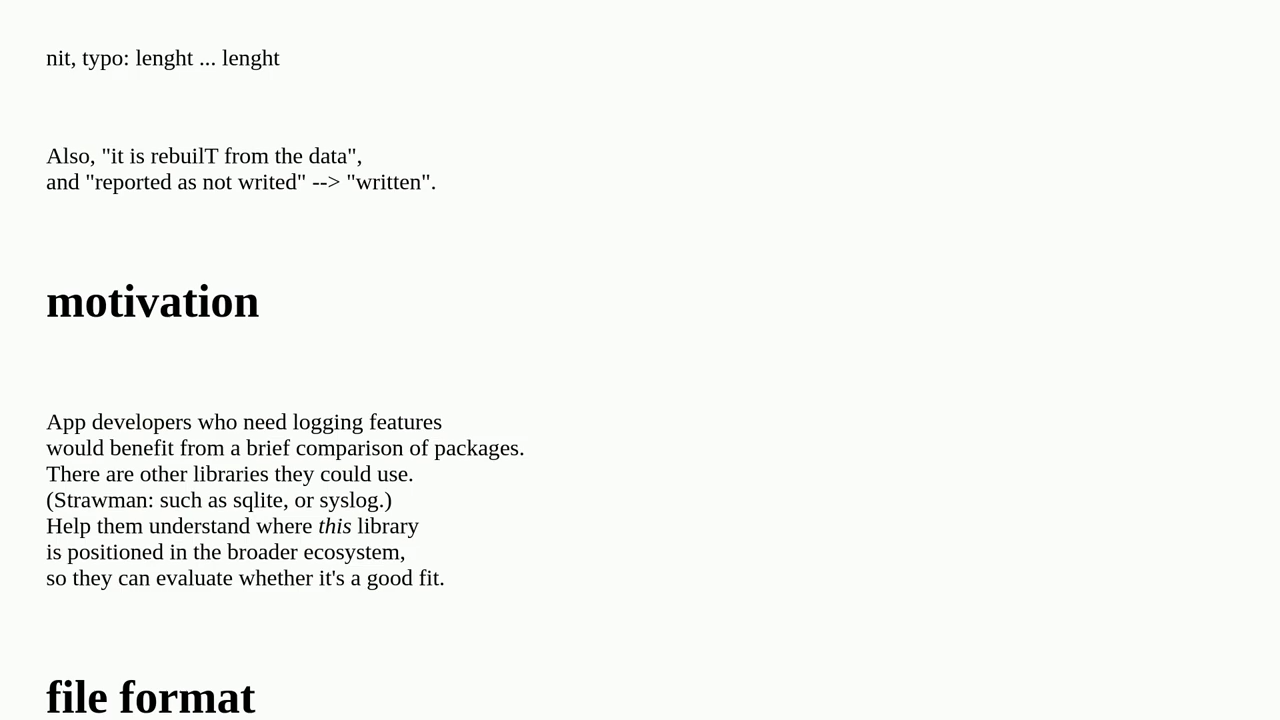 nit, typo: lenght ... lenght
Also, "it is rebuilT from the data",
and "reported as not writed" --> "written".
motivation
App developers who need logging features
would benefit from a brief comparison of packages.
There are other libraries they could use.
(Strawman: such as sqlite, or syslog.)
Help them understand where this library
is positioned in the broader ecosystem,
so they can evaluate whether it's a good fit.
file format